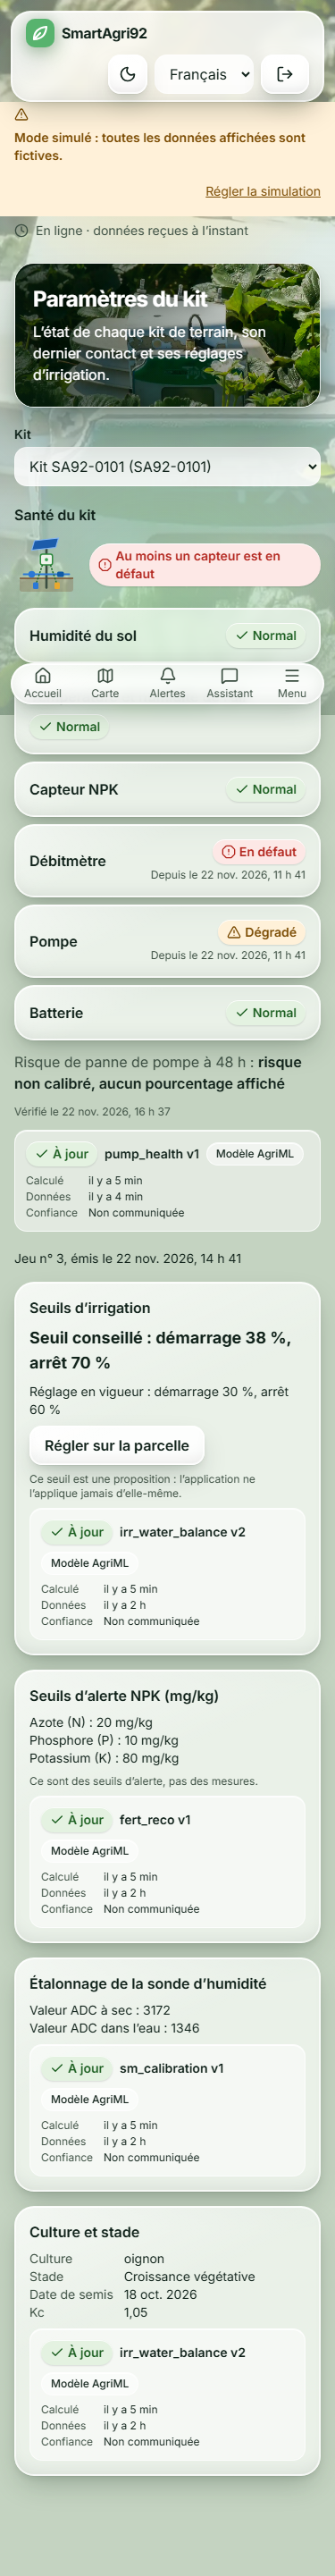 SmartAgri92
Français
Mode simulé : toutes les données affichées sont
fictives.
Régler la simulation
En ligne · données reçues à l’instant
Paramètres du kit
L’état de chaque kit de terrain, son
dernier contact et ses réglages
d’irrigation.
Kit
Kit SA92-0101 (SA92-0101)
Santé du kit
Au moins un capteur est en
défaut
Humidité du sol
Normal
Accueil
Carte
Alertes
Assistant
Menu
Normal
Capteur NPK
Normal
Débitmètre
En défaut
Depuis le 22 nov. 2026, 11 h 41
Pompe
Dégradé
Depuis le 22 nov. 2026, 11 h 41
Batterie
Normal
Risque de panne de pompe à 48 h : risque
non calibré, aucun pourcentage affiché
Vérifié le 22 nov. 2026, 16 h 37
À jour pump_health v1 Modèle AgriML
Calculé il y a 5 min
Données il y a 4 min
Confiance Non communiquée
Jeu n° 3, émis le 22 nov. 2026, 14 h 41
Seuils d’irrigation
Seuil conseillé : démarrage 38 %,
arrêt 70 %
Réglage en vigueur : démarrage 30 %, arrêt
60 %
Régler sur la parcelle
Ce seuil est une proposition : l’application ne
l’applique jamais d’elle-même.
À jour irr_water_balance v2
Modèle AgriML
Calculé il y a 5 min
Données il y a 2 h
Confiance Non communiquée
Seuils d’alerte NPK (mg/kg)
Azote (N) : 20 mg/kg
Phosphore (P) : 10 mg/kg
Potassium (K) : 80 mg/kg
Ce sont des seuils d’alerte, pas des mesures.
À jour fert_reco v1
Modèle AgriML
Calculé il y a 5 min
Données il y a 2 h
Confiance Non communiquée
Étalonnage de la sonde d’humidité
Valeur ADC à sec : 3172
Valeur ADC dans l’eau : 1346
À jour sm_calibration v1
Modèle AgriML
Calculé il y a 5 min
Données il y a 2 h
Confiance Non communiquée
Culture et stade
Culture oignon
Stade Croissance végétative
Date de semis 18 oct. 2026
Kc 1,05
À jour irr_water_balance v2
Modèle AgriML
Calculé il y a 5 min
Données il y a 2 h
Confiance Non communiquée